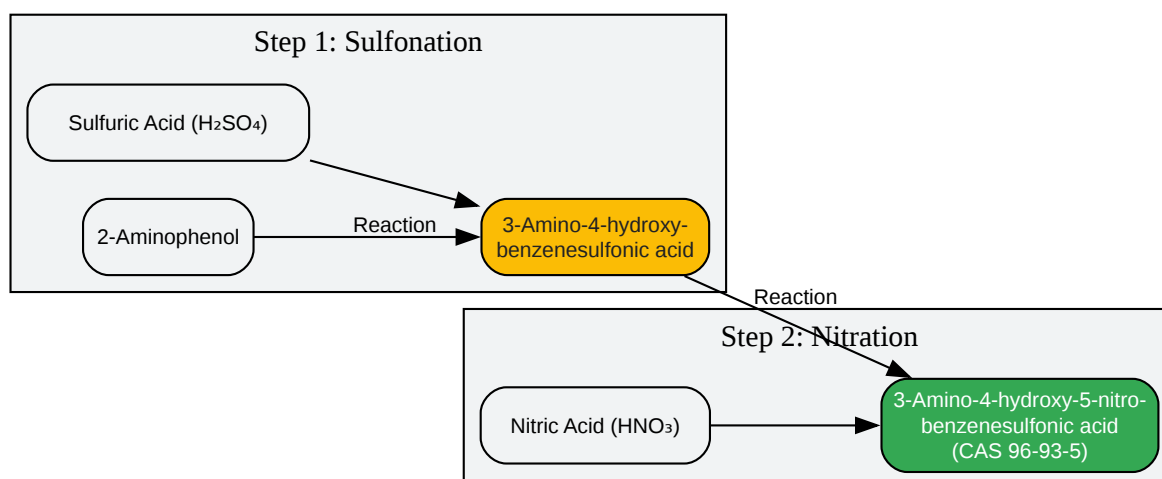 Step 1: Sulfonation
Sulfuric Acid (H₂SO₄)
2-Aminophenol
Reaction
3-Amino-4-hydroxy-
benzenesulfonic acid
Reaction
Step 2: Nitration
Nitric Acid (HNO₃)
3-Amino-4-hydroxy-5-nitro-
benzenesulfonic acid
(CAS 96-93-5)